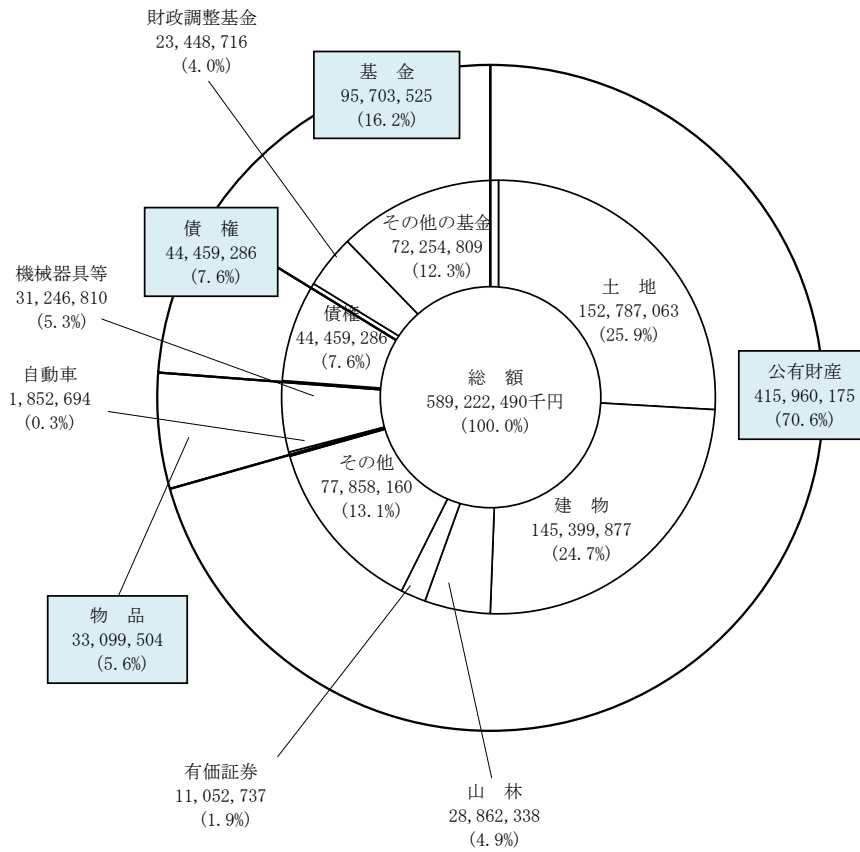 財政調整基金
23,448,716
(4.0%)
基　金
95,703,525
(16.2%)
債　権
44,459,286
(7.6%)
その他の基金
72,254,809
(12.3%)
機械器具等
31,246,810
(5.3%)
土　地
152,787,063
(25.9%)
債権
44,459,286
(7.6%)
自動車
1,852,694
(0.3%)
総　額
589,222,490千円
(100.0%)
公有財産
415,960,175
(70.6%)
その他
77,858,160
(13.1%)
建　物
145,399,877
(24.7%)
物　品
33,099,504
(5.6%)
有価証券
11,052,737
(1.9%)
山　林
28,862,338
(4.9%)